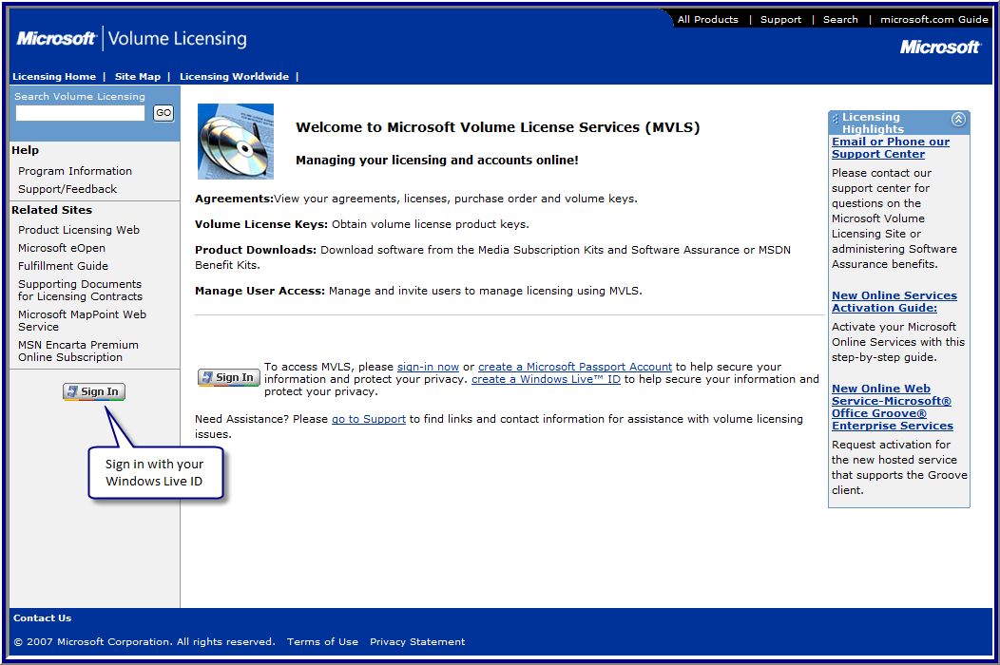 All Products | Support | Search | microsoft.com Guide
Microsoft | Volume Licensing
Microsoft
Licensing Home | Site Map | Licensing Worldwide |
Search Volume Licensing
GO
Help
Program Information
Support/Feedback
Related Sites
Product Licensing Web
Microsoft eOpen
Fulfillment Guide
Supporting Documents
for Licensing Contracts
Microsoft MapPoint Web
Service
MSN Encarta Premium
Online Subscription
Sign In
Sign in with your
Windows Live ID
Welcome to Microsoft Volume License Services (MVLS)
Managing your licensing and accounts online!
Agreements:View your agreements, licenses, purchase order and volume keys.
Volume License Keys: Obtain volume license product keys.
Product Downloads: Download software from the Media Subscription Kits and Software Assurance or MSDN
Benefit Kits.
Manage User Access: Manage and invite users to manage licensing using MVLS.
Sign In
To access MVLS, please sign-in now or create a Microsoft Passport Account to help secure your
information and protect your privacy. create a Windows Live™ ID to help secure your information and
protect your privacy.
Need Assistance? Please go to Support to find links and contact information for assistance with volume licensing
issues.
Licensing
Highlights
Email or Phone our
Support Center
Please contact our
support center for
questions on the
Microsoft Volume
Licensing Site or
administering Software
Assurance benefits.
New Online Services
Activation Guide:
Activate your Microsoft
Online Services with this
step-by-step guide.
New Online Web
Service-Microsoft®
Office Groove®
Enterprise Services
Request activation for
the new hosted service
that supports the Groove
client.
Contact Us
© 2007 Microsoft Corporation. All rights reserved. Terms of Use Privacy Statement